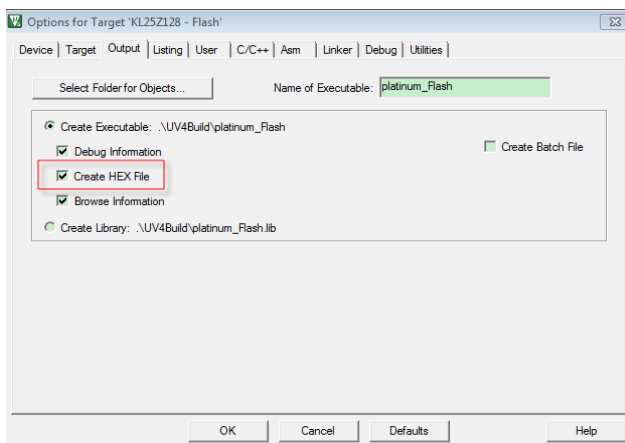 Options for Target 'KL25Z128 - Flash'
Device Target Output Listing User C/C++ Asm Linker Debug Utilities
Select Folder for Objects... Name of Executable: platinum_Flash
Create Executable: .\UV4Build\platinum_Flash
Debug Information Create Batch File
Create HEX File
Browse Information
Create Library: .\UV4Build\platinum_Flash.lib
OK Cancel Defaults Help